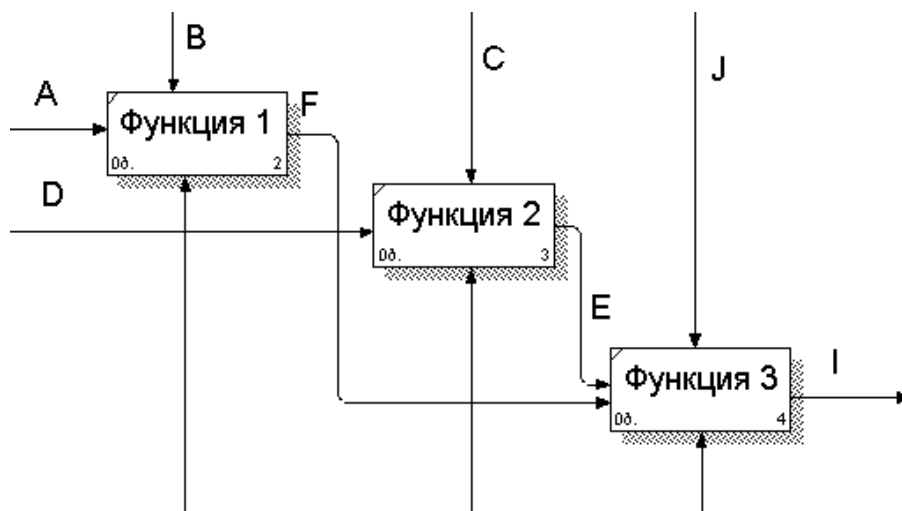 B
C
J
A
F
Функция 1
0д. 2
D
Функция 2
0д. 3
E
I
Функция 3
0д. 4